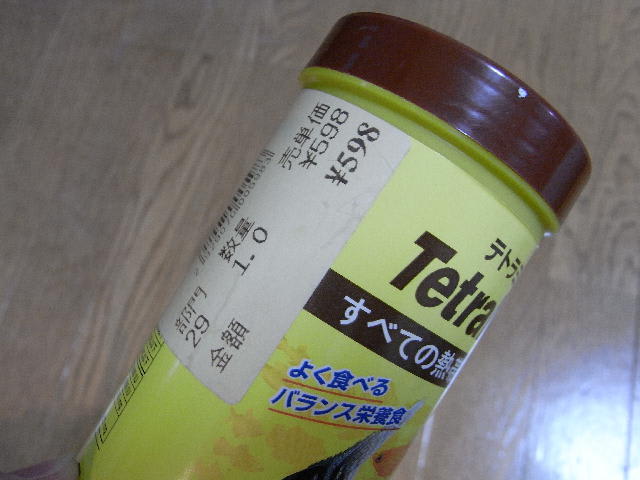 売単価
¥598
¥598
数量
1.0
部門
29
金額
テトラ
Tetra
すべての熱
よく食べる
バランス栄養食